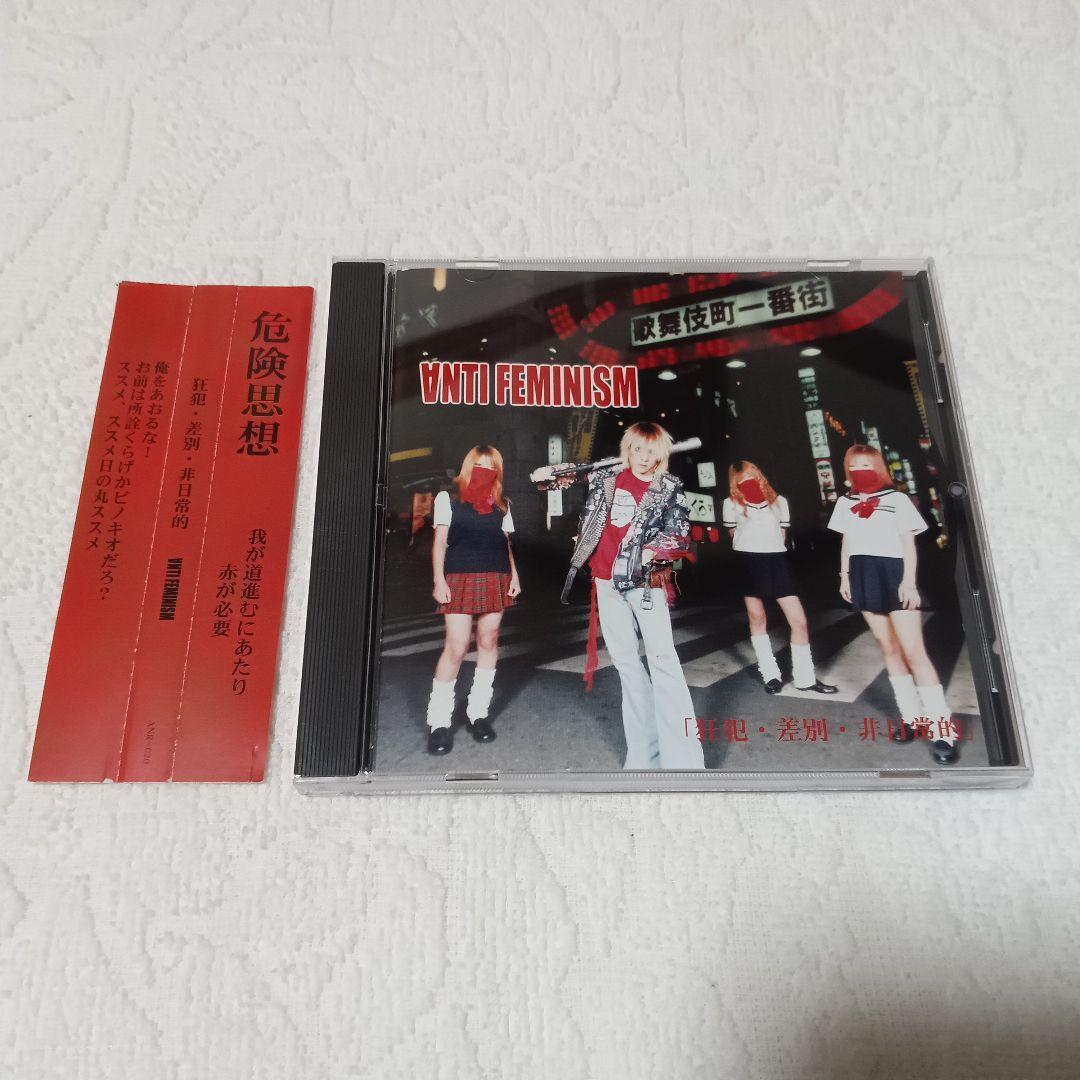 危険思想
我が道進むにあたり
赤が必要
狂犯・差別・非日常的
ANTI FEMINISM
俺をあおるな!
お前は所詮くらげかピノキオだろ?
ススメ、ススメ日の丸ススメ
ANR-020
歌舞伎町一番街
ANTI FEMINISM
「狂犯・差別・非日常的」